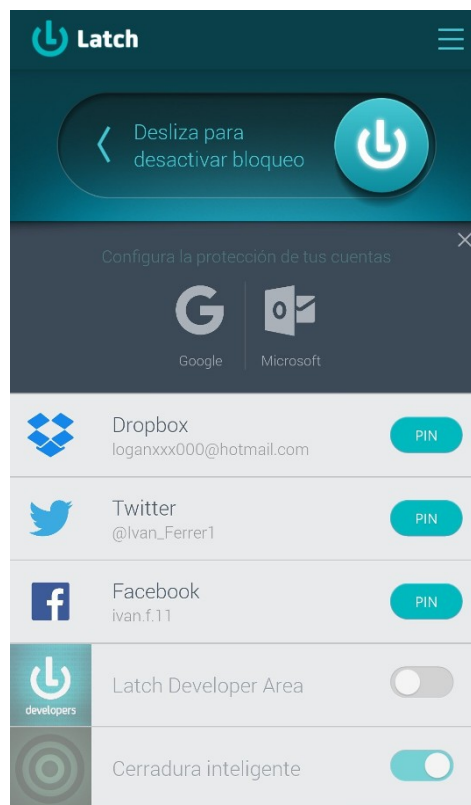 Latch
Desliza para
desactivar bloqueo
Configura la protección de tus cuentas
Google
Microsoft
Dropbox
loganxxx000@hotmail.com
PIN
Twitter
@Ivan_Ferrer1
PIN
Facebook
ivan.f.11
PIN
developers
Latch Developer Area
Cerradura inteligente